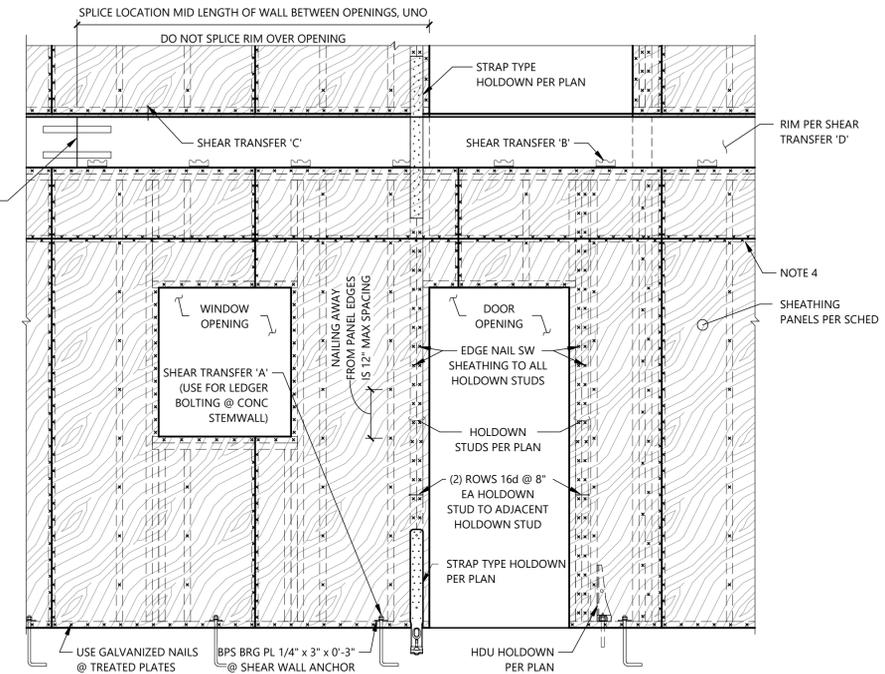 SPLICE LOCATION MID LENGTH OF WALL BETWEEN OPENINGS, UNO
DO NOT SPLICE RIM OVER OPENING
STRAP TYPE
HOLDOWN PER PLAN
SHEAR TRANSFER 'C'
SHEAR TRANSFER 'B'
RIM PER SHEAR
TRANSFER 'D'
NOTE 4
SHEATHING
PANELS PER SCHED
WINDOW
OPENING
NAILING AWAY
FROM PANEL EDGES
IS 12" MAX SPACING
DOOR
OPENING
EDGE NAIL SW
SHEATHING TO ALL
HOLDOWN STUDS
SHEAR TRANSFER 'A'
(USE FOR LEDGER
BOLTING @ CONC
STEMWALL)
HOLDOWN
STUDS PER PLAN
(2) ROWS 16d @ 8"
EA HOLDOWN
STUD TO ADJACENT
HOLDOWN STUD
STRAP TYPE HOLDOWN
PER PLAN
USE GALVANIZED NAILS
@ TREATED PLATES
BPS BRG PL 1/4" x 3" x 0'-3"
@ SHEAR WALL ANCHOR
HDU HOLDOWN
PER PLAN